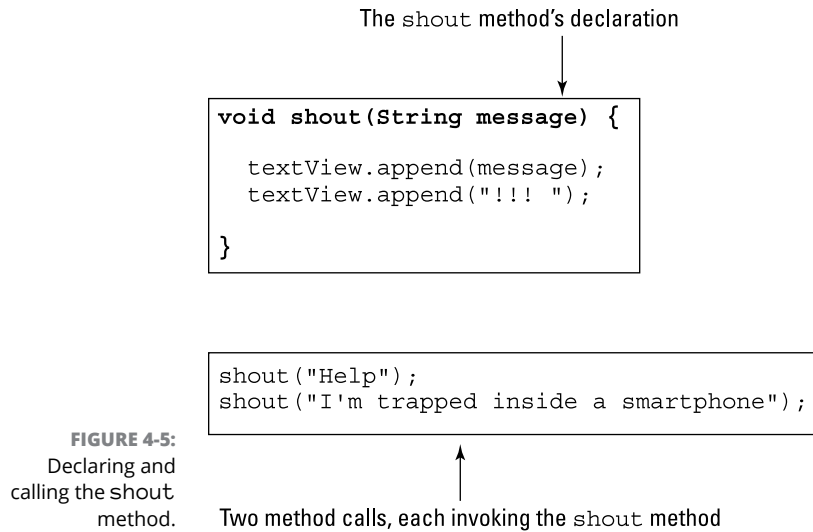 The shout method's declaration
void shout(String message) {
textView.append(message);
textView.append("!!! ");
}
shout("Help");
shout("I'm trapped inside a smartphone");
FIGURE 4-5:
Declaring and
calling the shout
method.
Two method calls, each invoking the shout method